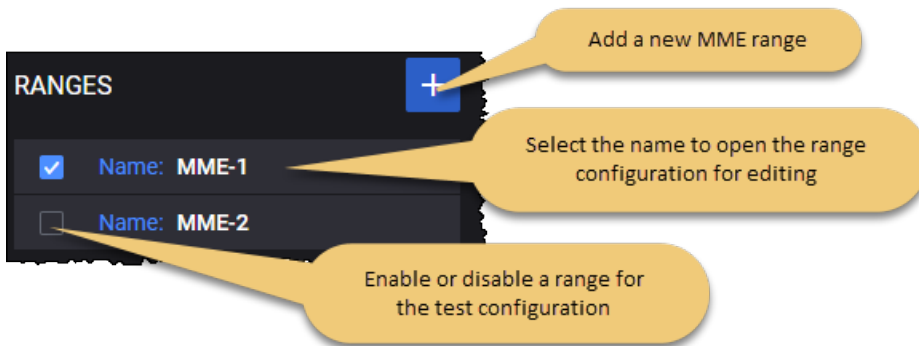 Add a new MME range
RANGES
+
Select the name to open the range
configuration for editing
Name: MME-1
Name: MME-2
Enable or disable a range for
the test configuration